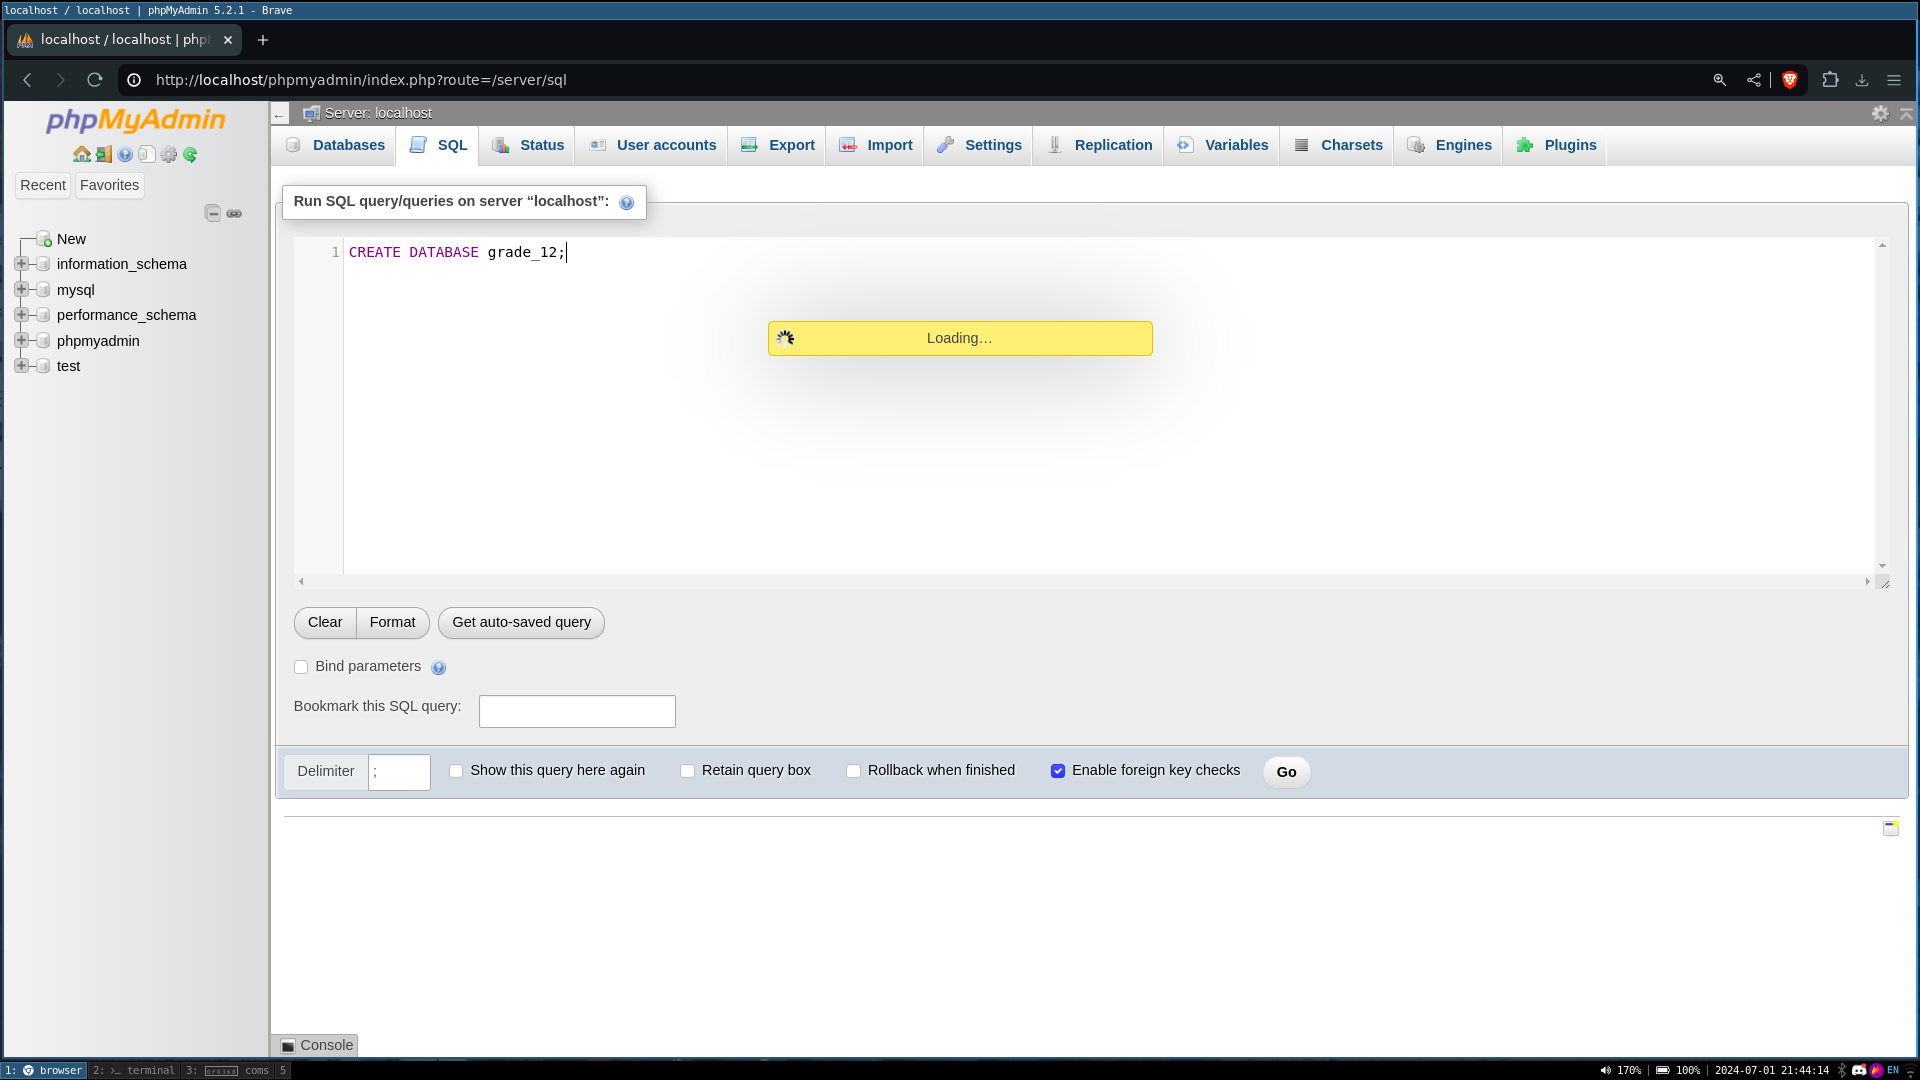 localhost / localhost | phpMyAdmin 5.2.1 - Brave
localhost / localhost | php
http://localhost/phpmyadmin/index.php?route=/server/sql
phpMyAdmin
Recent
Favorites
New
information_schema
mysql
performance_schema
phpmyadmin
test
Server: localhost
Databases
SQL
Status
User accounts
Export
Import
Settings
Replication
Variables
Charsets
Engines
Plugins
Run SQL query/queries on server “localhost”:
1 CREATE DATABASE grade_12;
Loading…
Clear
Format
Get auto-saved query
Bind parameters
Bookmark this SQL query:
Delimiter ;
Show this query here again
Retain query box
Rollback when finished
Enable foreign key checks
Go
Console
1: browser
2: >_ terminal
3: coms
5
170% | 100% | 2024-07-01 21:44:14 EN